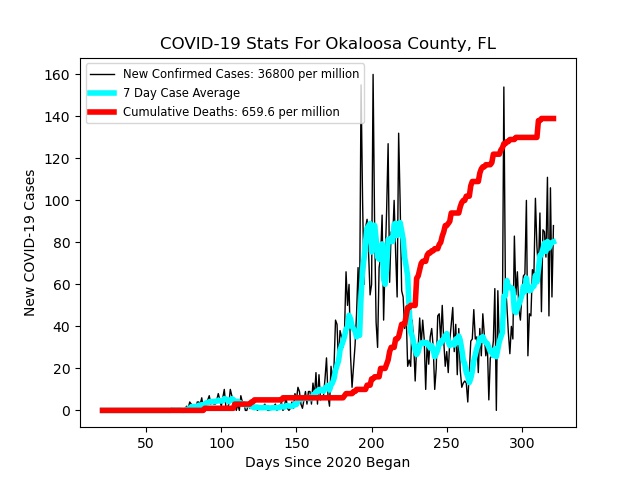 COVID-19 Stats For Okaloosa County, FL
New Confirmed Cases: 36800 per million
7 Day Case Average
Cumulative Deaths: 659.6 per million
New COVID-19 Cases
160
140
120
100
80
60
40
20
0
50 100 150 200 250 300
Days Since 2020 Began